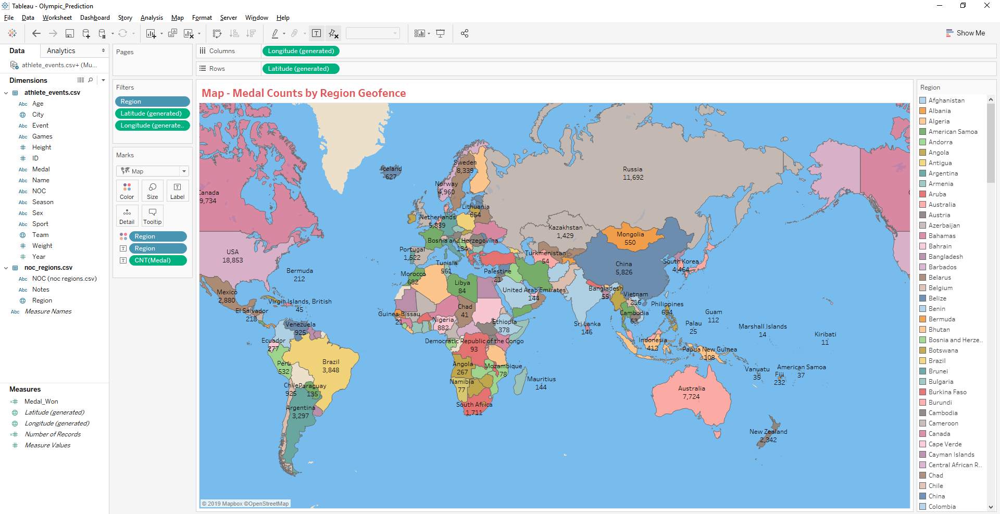 Tableau - Olympic_Prediction
File Data Worksheet Dashboard Story Analysis Map Format Server Window Help
Show Me
Data
Analytics
athlete_events.csv+ (Mu...
Dimensions
athlete_events.csv
Abc Age
City
Abc Event
Abc Games
Height
ID
Abc Medal
Abc Name
Abc NOC
Abc Season
Abc Sex
Abc Sport
Team
Abc Weight
Year
noc_regions.csv
Abc NOC (noc regions.csv)
Abc Notes
Region
Abc Measure Names
Measures
Medal_Won
Latitude (generated)
Longitude (generated)
Number of Records
Measure Values
Pages
Filters
Region
Latitude (generated)
Longitude (generate..
Marks
Map
Color
Size
Label
Detail
Tooltip
Region
Region
CNT(Medal)
Columns
Longitude (generated)
Rows
Latitude (generated)
Map - Medal Counts by Region Geofence
Iceland
627
Sweden
8,339
Norway
4,960
Russia
11,692
Canada
9,734
Lithuania
654
Netherlands
5,839
Kazakhstan
1,429
Mongolia
550
Bosnia and Herzegovina
134
USA
18,853
Portugal
1,522
Turkmenistan
54
Tunisia
561
South Korea
4,464
China
5,826
Bermuda
212
Morocco
682
Palestine
21
Libya
84
United Arab Emirates
144
Bangladesh
55
Mexico
2,880
Vietnam
216
Virgin Islands, British
45
Philippines
694
El Salvador
218
Guinea-Bissau
21
Chad
41
Cambodia
63
Guam
112
Nigeria
882
Ethiopia
378
Venezuela
925
Sri Lanka
146
Palau
25
Marshall Islands
14
Kiribati
11
Ecuador
277
Democratic Republic of the Congo
93
Indonesia
412
Papua New Guinea
108
Peru
532
Brazil
3,848
Angola
267
Mozambique
78
Vanuatu
35
American Samoa
37
Fiji
232
Mauritius
144
Namibia
77
Chile
925
Paraguay
135
Australia
7,724
South Africa
1,711
Argentina
3,297
New Zealand
2,342
© 2019 Mapbox ©OpenStreetMap
Region
Afghanistan
Albania
Algeria
American Samoa
Andorra
Angola
Antigua
Argentina
Armenia
Aruba
Australia
Austria
Azerbaijan
Bahamas
Bahrain
Bangladesh
Barbados
Belarus
Belgium
Belize
Benin
Bermuda
Bhutan
Bosnia and Herze..
Botswana
Brazil
Brunei
Bulgaria
Burkina Faso
Burundi
Cambodia
Cameroon
Canada
Cape Verde
Cayman Islands
Central African R..
Chad
Chile
China
Colombia